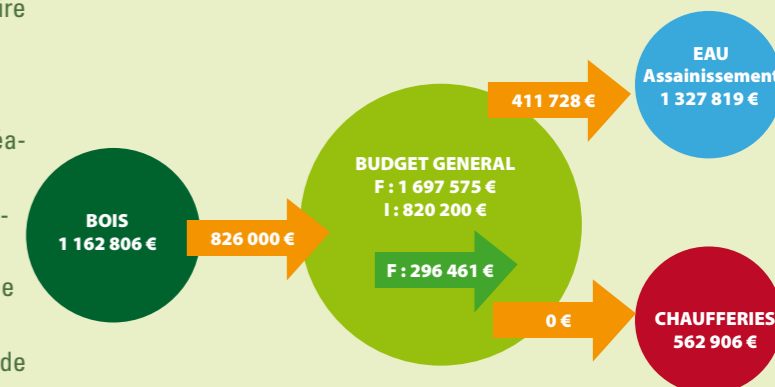 ure
éa-
-
e
de
BOIS
1 162 806 €
826 000 €
BUDGET GENERAL
F : 1 697 575 €
I : 820 200 €
F : 296 461 €
411 728 €
0 €
EAU
Assainissement
1 327 819 €
CHAUFFERIES
562 906 €